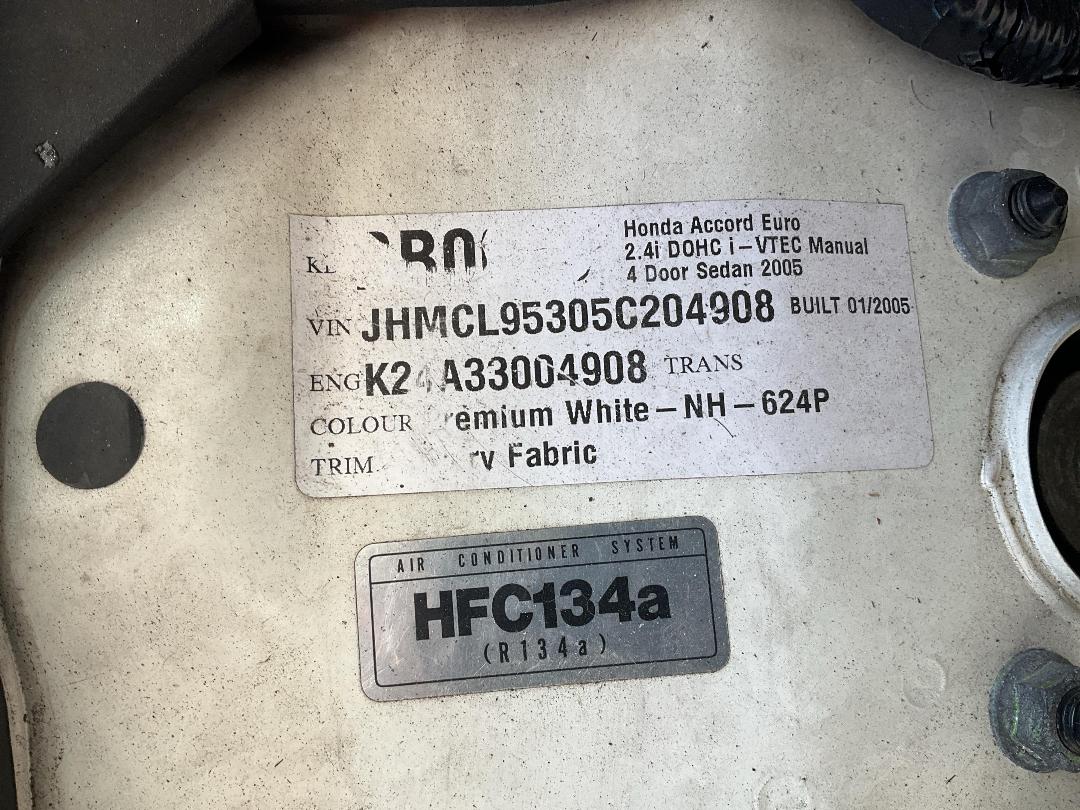 Honda Accord Euro
2.4i DOHC i-VTEC Manual
4 Door Sedan 2005
VIN JHMCL95305C204908 BUILT 01/2005
ENG K24A33004908 TRANS
COLOUR emium White-NH-624P
TRIM Fabric
AIR CONDITIONER SYSTEM
HFC134a
(R134a)